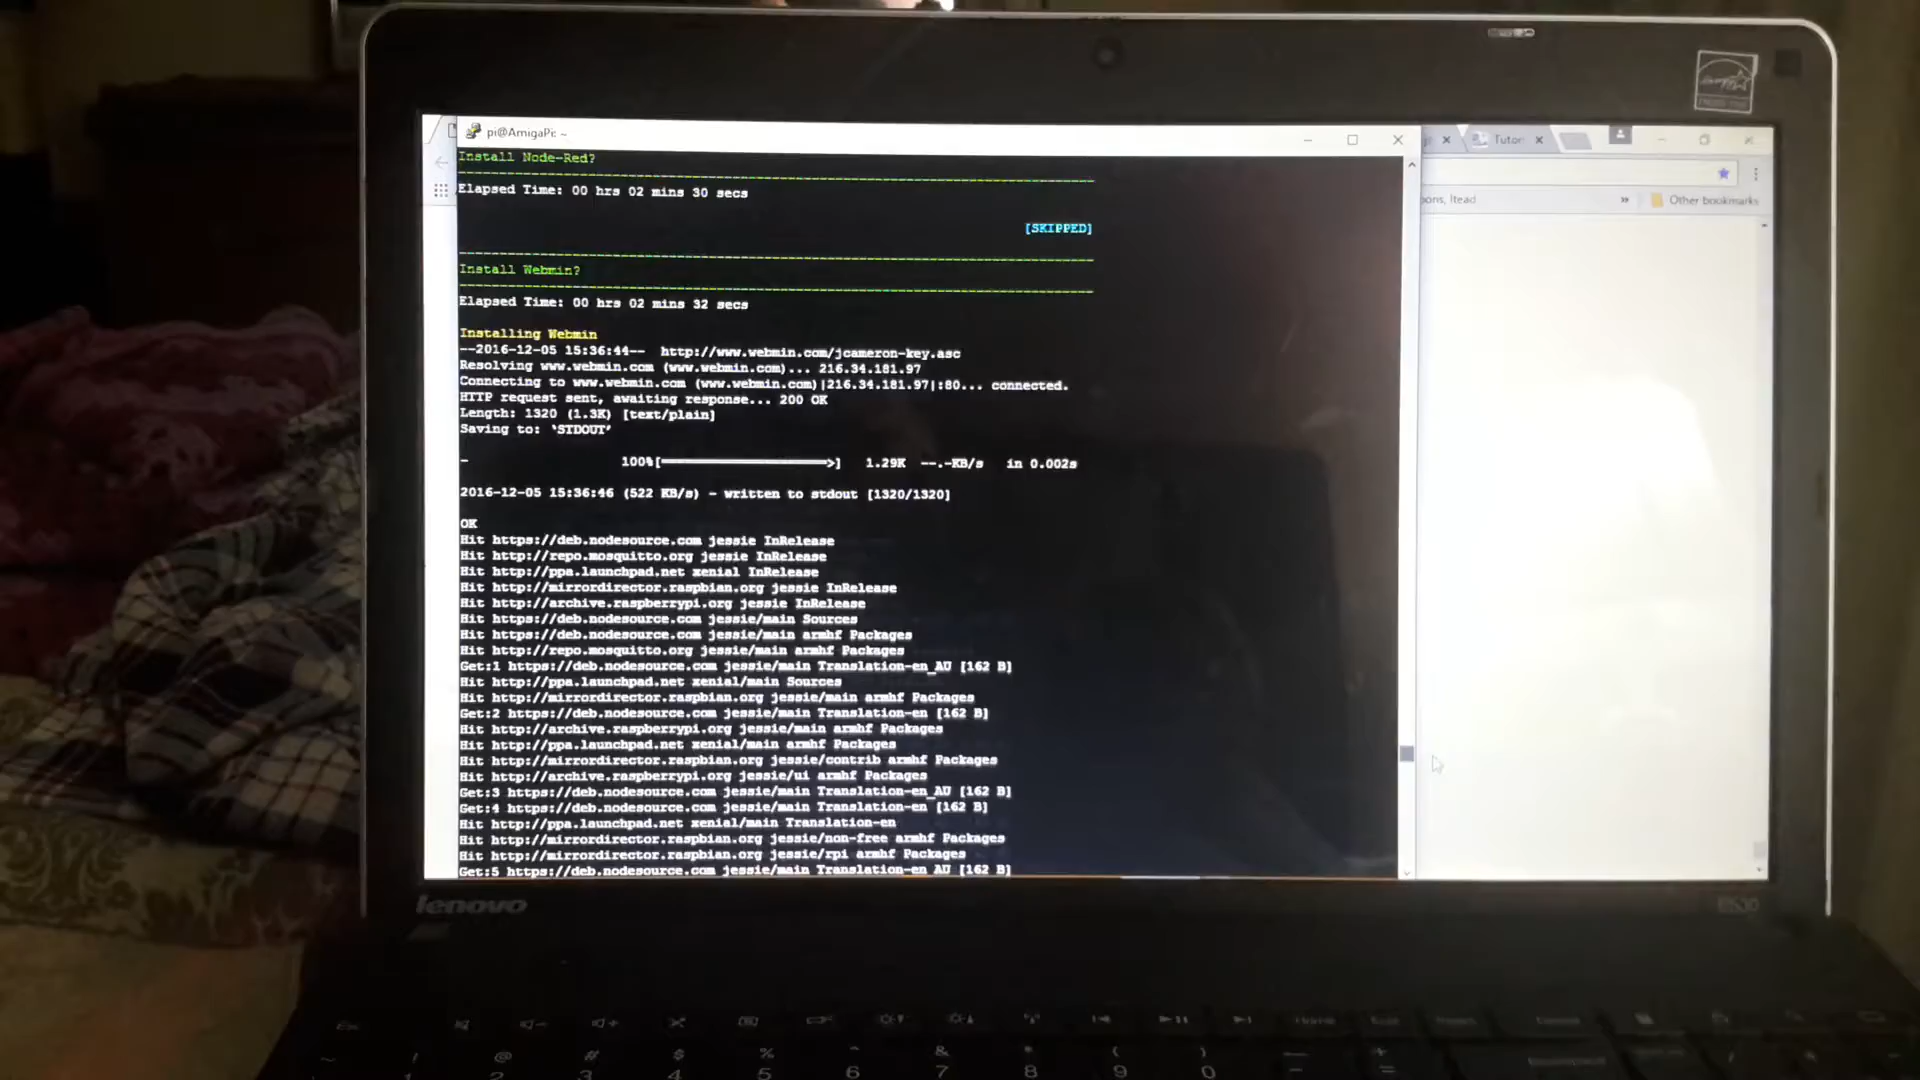 pi@AmigaPi: ~
Tutor
Install Node-Red?
Elapsed Time: 00 hrs 02 mins 30 secs
[SKIPPED]
ons, Itead
»
Other bookmarks
Install Webmin?
Elapsed Time: 00 hrs 02 mins 32 secs
Installing Webmin
--2016-12-05 15:36:44-- http://www.webmin.com/jcameron-key.asc
Resolving www.webmin.com (www.webmin.com)... 216.34.181.97
Connecting to www.webmin.com (www.webmin.com)|216.34.181.97|:80... connected.
HTTP request sent, awaiting response... 200 OK
Length: 1320 (1.3K) [text/plain]
Saving to: ‘STDOUT’
- 100%[===================>] 1.29K --.-KB/s in 0.002s
2016-12-05 15:36:46 (522 KB/s) - written to stdout [1320/1320]
OK
Hit https://deb.nodesource.com jessie InRelease
Hit http://repo.mosquitto.org jessie InRelease
Hit http://ppa.launchpad.net xenial InRelease
Hit http://mirrordirector.raspbian.org jessie InRelease
Hit http://archive.raspberrypi.org jessie InRelease
Hit https://deb.nodesource.com jessie/main Sources
Hit https://deb.nodesource.com jessie/main armhf Packages
Hit http://repo.mosquitto.org jessie/main armhf Packages
Get:1 https://deb.nodesource.com jessie/main Translation-en_AU [162 B]
Hit http://ppa.launchpad.net xenial/main Sources
Hit http://mirrordirector.raspbian.org jessie/main armhf Packages
Get:2 https://deb.nodesource.com jessie/main Translation-en [162 B]
Hit http://archive.raspberrypi.org jessie/main armhf Packages
Hit http://ppa.launchpad.net xenial/main armhf Packages
Hit http://mirrordirector.raspbian.org jessie/contrib armhf Packages
Hit http://archive.raspberrypi.org jessie/ui armhf Packages
Get:3 https://deb.nodesource.com jessie/main Translation-en_AU [162 B]
Get:4 https://deb.nodesource.com jessie/main Translation-en [162 B]
Hit http://ppa.launchpad.net xenial/main Translation-en
Hit http://mirrordirector.raspbian.org jessie/non-free armhf Packages
Hit http://mirrordirector.raspbian.org jessie/rpi armhf Packages
Get:5 https://deb.nodesource.com jessie/main Translation-en_AU [162 B]
lenovo
E530
~ ! @ # $ % ^ & * ( )
1 2 3 4 5 6 7 8 9 0